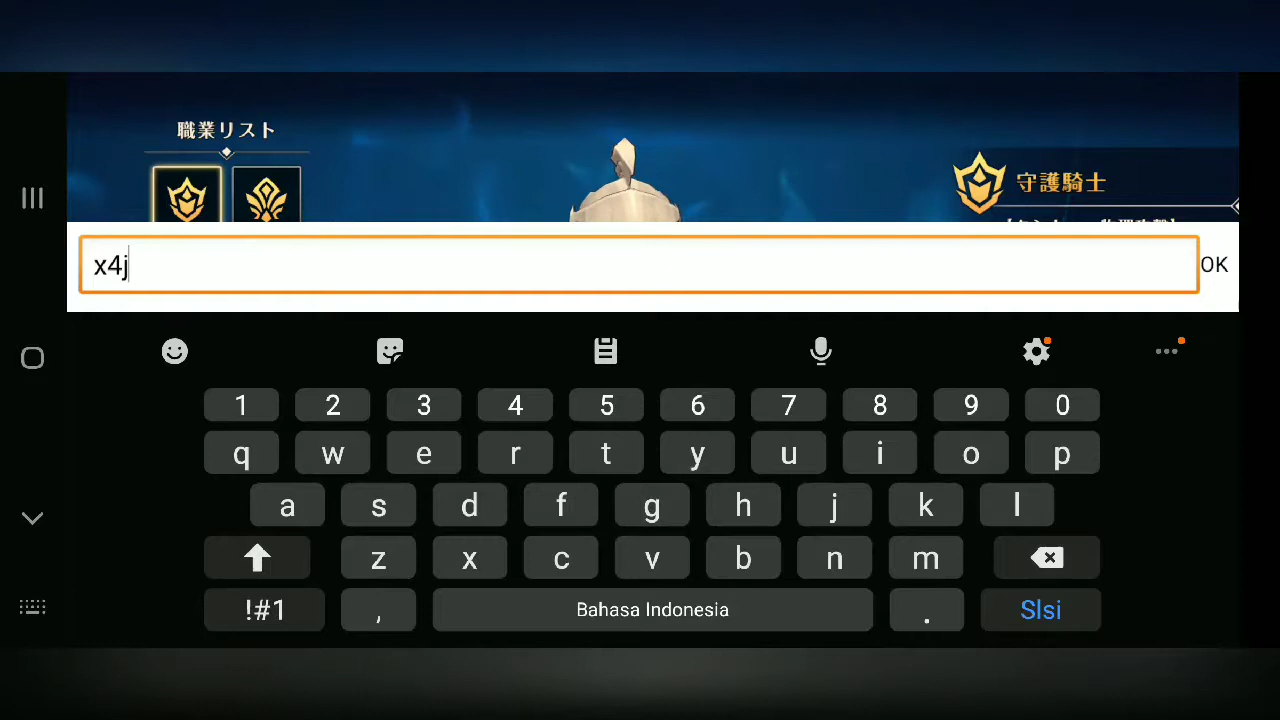 職業リスト
守護騎士
x4j
OK
1 2 3 4 5 6 7 8 9 0
q w e r t y u i o p
a s d f g h j k l
z x c v b n m
!#1 , Bahasa Indonesia . Slsi